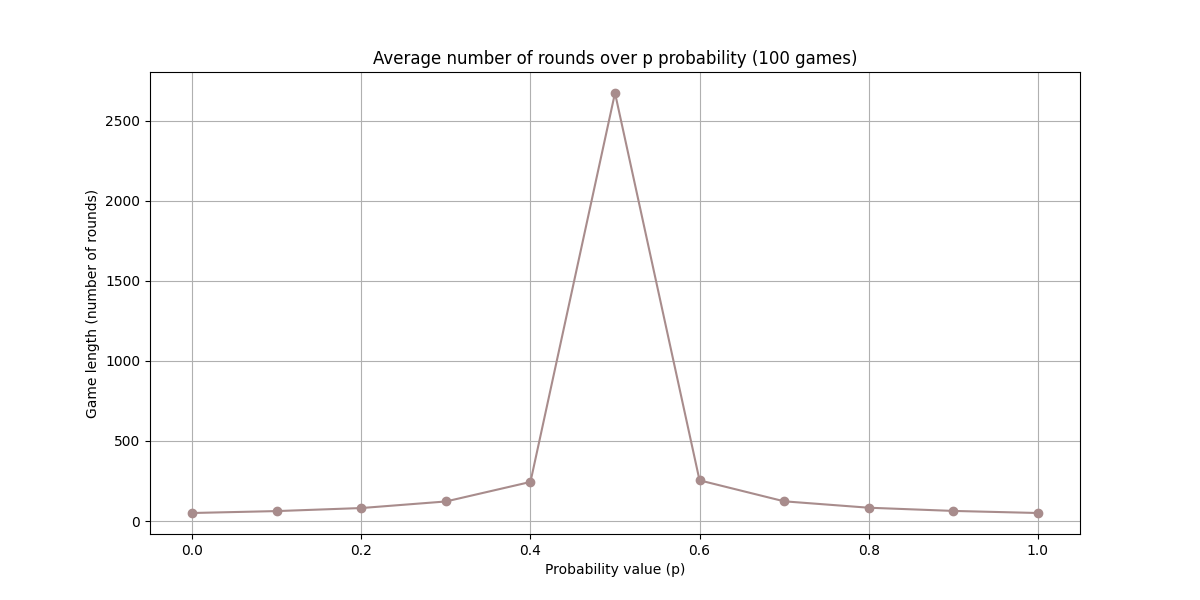 Average number of rounds over p probability (100 games)
Game length (number of rounds)
2500
2000
1500
1000
500
0
0.0 0.2 0.4 0.6 0.8 1.0
Probability value (p)